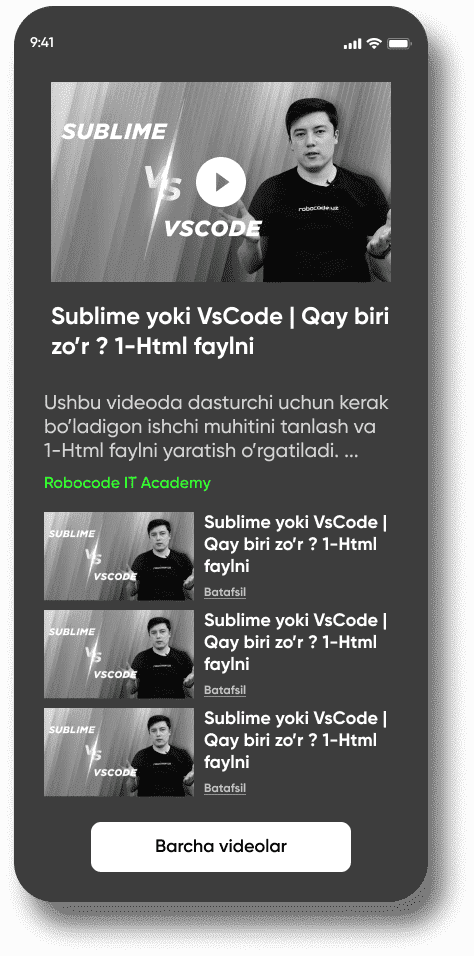 9:41
SUBLIME
VS
VSCODE
robocode.uz
Sublime yoki VsCode | Qay biri
zo’r ? 1-Html faylni
Ushbu videoda dasturchi uchun kerak
bo’ladigon ishchi muhitini tanlash va
1-Html faylni yaratish o’rgatiladi. ...
Robocode IT Academy
SUBLIME
VS
VSCODE
Sublime yoki VsCode |
Qay biri zo’r ? 1-Html
faylni
Batafsil
SUBLIME
VS
VSCODE
Sublime yoki VsCode |
Qay biri zo’r ? 1-Html
faylni
Batafsil
SUBLIME
VS
VSCODE
Sublime yoki VsCode |
Qay biri zo’r ? 1-Html
faylni
Batafsil
Barcha videolar